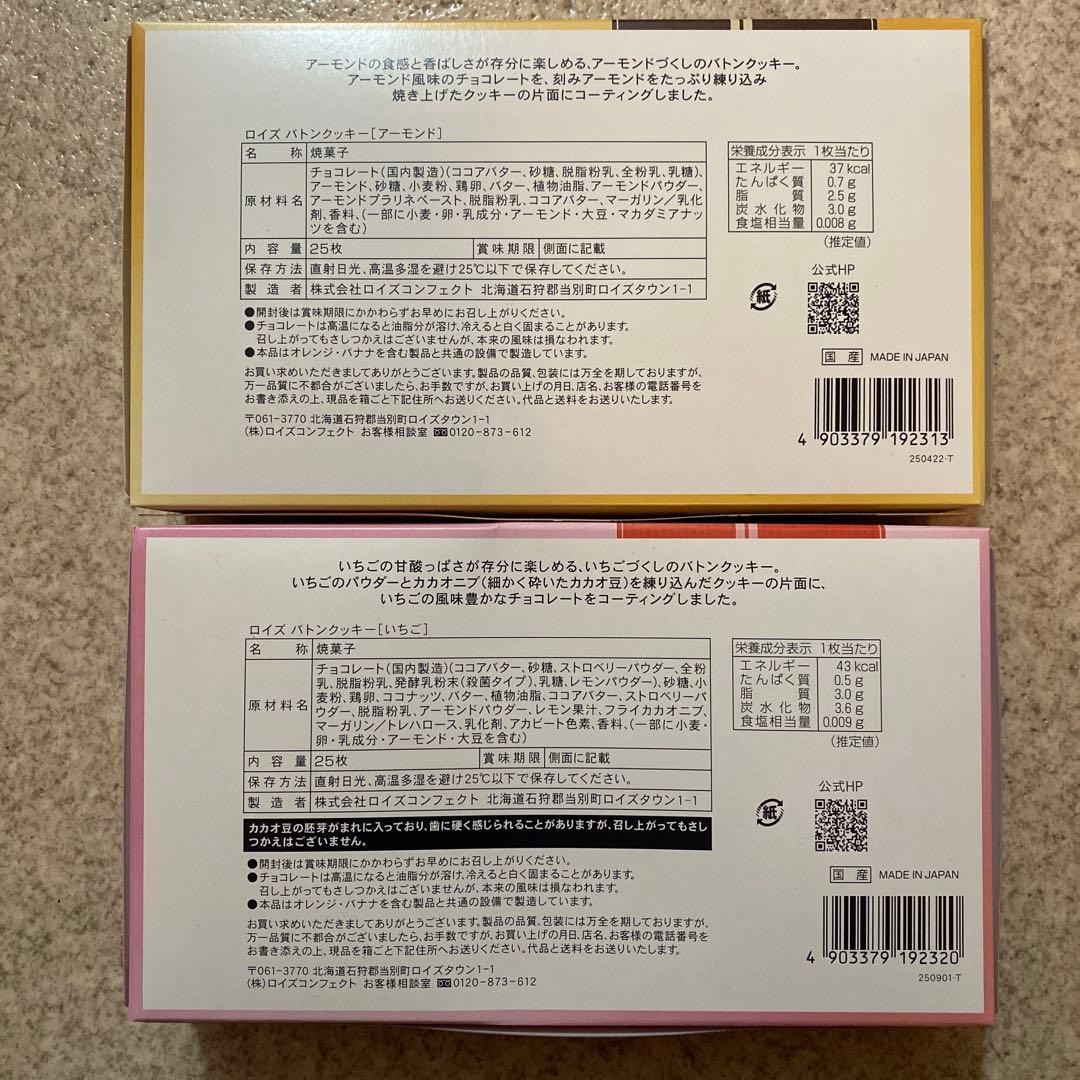 アーモンドの食感と香ばしさが存分に楽しめる、アーモンドづくしのバトンクッキー。
アーモンド風味のチョコレートを、刻みアーモンドをたっぷり練り込み
焼き上げたクッキーの片面にコーティングしました。
ロイズ バトンクッキー[アーモンド]
名 称 焼菓子
原材料名 チョコレート(国内製造)(ココアバター、砂糖、脱脂粉乳、全粉乳、乳糖)、
アーモンド、砂糖、小麦粉、鶏卵、バター、植物油脂、アーモンドパウダー、
アーモンドプラリネペースト、脱脂粉乳、ココアバター、マーガリン/乳化
剤、香料、(一部に小麦・卵・乳成分・アーモンド・大豆・マカダミアナッ
ツを含む)
内 容 量 25枚 賞味期限 側面に記載
保存方法 直射日光、高温多湿を避け25℃以下で保存してください。
製 造 者 株式会社ロイズコンフェクト 北海道石狩郡当別町ロイズタウン1-1
●開封後は賞味期限にかかわらずお早めにお召し上がりください。
●チョコレートは高温になると油脂分が溶け、冷えると白く固まることがあります。
召し上がってもさしつかえはございませんが、本来の風味は損なわれます。
●本品はオレンジ・バナナを含む製品と共通の設備で製造しています。
お買い求めいただきましてありがとうございます。製品の品質、包装には万全を期しておりますが、
万一品質に不都合がございましたら、お手数ですが、お買い上げの月日、店名、お客様の電話番号を
お書き添えの上、現品を箱ごと下記住所へお送りください。代品と送料をお送りいたします。
〒061-3770 北海道石狩郡当別町ロイズタウン1-1
(株)ロイズコンフェクト お客様相談室 0120-873-612
栄養成分表示 1枚当たり
エネルギー 37 kcal
たんぱく質 0.7 g
脂 質 2.5 g
炭水化物 3.0 g
食塩相当量 0.008 g
(推定値)
紙
公式HP
国 産 MADE IN JAPAN
4 903379 192313
250422-T
いちごの甘酸っぱさが存分に楽しめる、いちごづくしのバトンクッキー。
いちごのパウダーとカカオニブ(細かく砕いたカカオ豆)を練り込んだクッキーの片面に、
いちごの風味豊かなチョコレートをコーティングしました。
ロイズ バトンクッキー[いちご]
名 称 焼菓子
原材料名 チョコレート(国内製造)(ココアバター、砂糖、ストロベリーパウダー、全粉
乳、脱脂粉乳、発酵乳粉末(殺菌タイプ)、乳糖、レモンパウダー)、砂糖、小
麦粉、鶏卵、ココナッツ、バター、植物油脂、ココアバター、ストロベリーパ
ウダー、脱脂粉乳、アーモンドパウダー、レモン果汁、フライカカオニブ、
マーガリン/トレハロース、乳化剤、アカビート色素、香料、(一部に小麦・
卵・乳成分・アーモンド・大豆を含む)
内 容 量 25枚 賞味期限 側面に記載
保存方法 直射日光、高温多湿を避け25℃以下で保存してください。
製 造 者 株式会社ロイズコンフェクト 北海道石狩郡当別町ロイズタウン1-1
カカオ豆の胚芽がまれに入っており、歯に硬く感じられることがありますが、召し上がってもさし
つかえはございません。
●開封後は賞味期限にかかわらずお早めにお召し上がりください。
●チョコレートは高温になると油脂分が溶け、冷えると白く固まることがあります。
召し上がってもさしつかえはございませんが、本来の風味は損なわれます。
●本品はオレンジ・バナナを含む製品と共通の設備で製造しています。
お買い求めいただきましてありがとうございます。製品の品質、包装には万全を期しておりますが、
万一品質に不都合がございましたら、お手数ですが、お買い上げの月日、店名、お客様の電話番号を
お書き添えの上、現品を箱ごと下記住所へお送りください。代品と送料をお送りいたします。
〒061-3770 北海道石狩郡当別町ロイズタウン1-1
(株)ロイズコンフェクト お客様相談室 0120-873-612
栄養成分表示 1枚当たり
エネルギー 43 kcal
たんぱく質 0.5 g
脂 質 3.0 g
炭水化物 3.6 g
食塩相当量 0.009 g
(推定値)
紙
公式HP
国 産 MADE IN JAPAN
4 903379 192320
250901-T